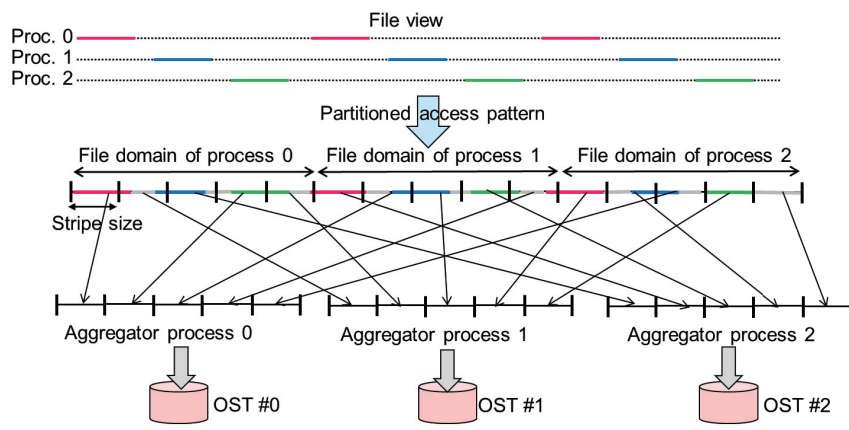 File view
Proc. 0
Proc. 1
Proc. 2
Partitioned access pattern
File domain of process 0 File domain of process 1 File domain of process 2
Stripe size
Aggregator process 0 Aggregator process 1 Aggregator process 2
OST #0 OST #1 OST #2